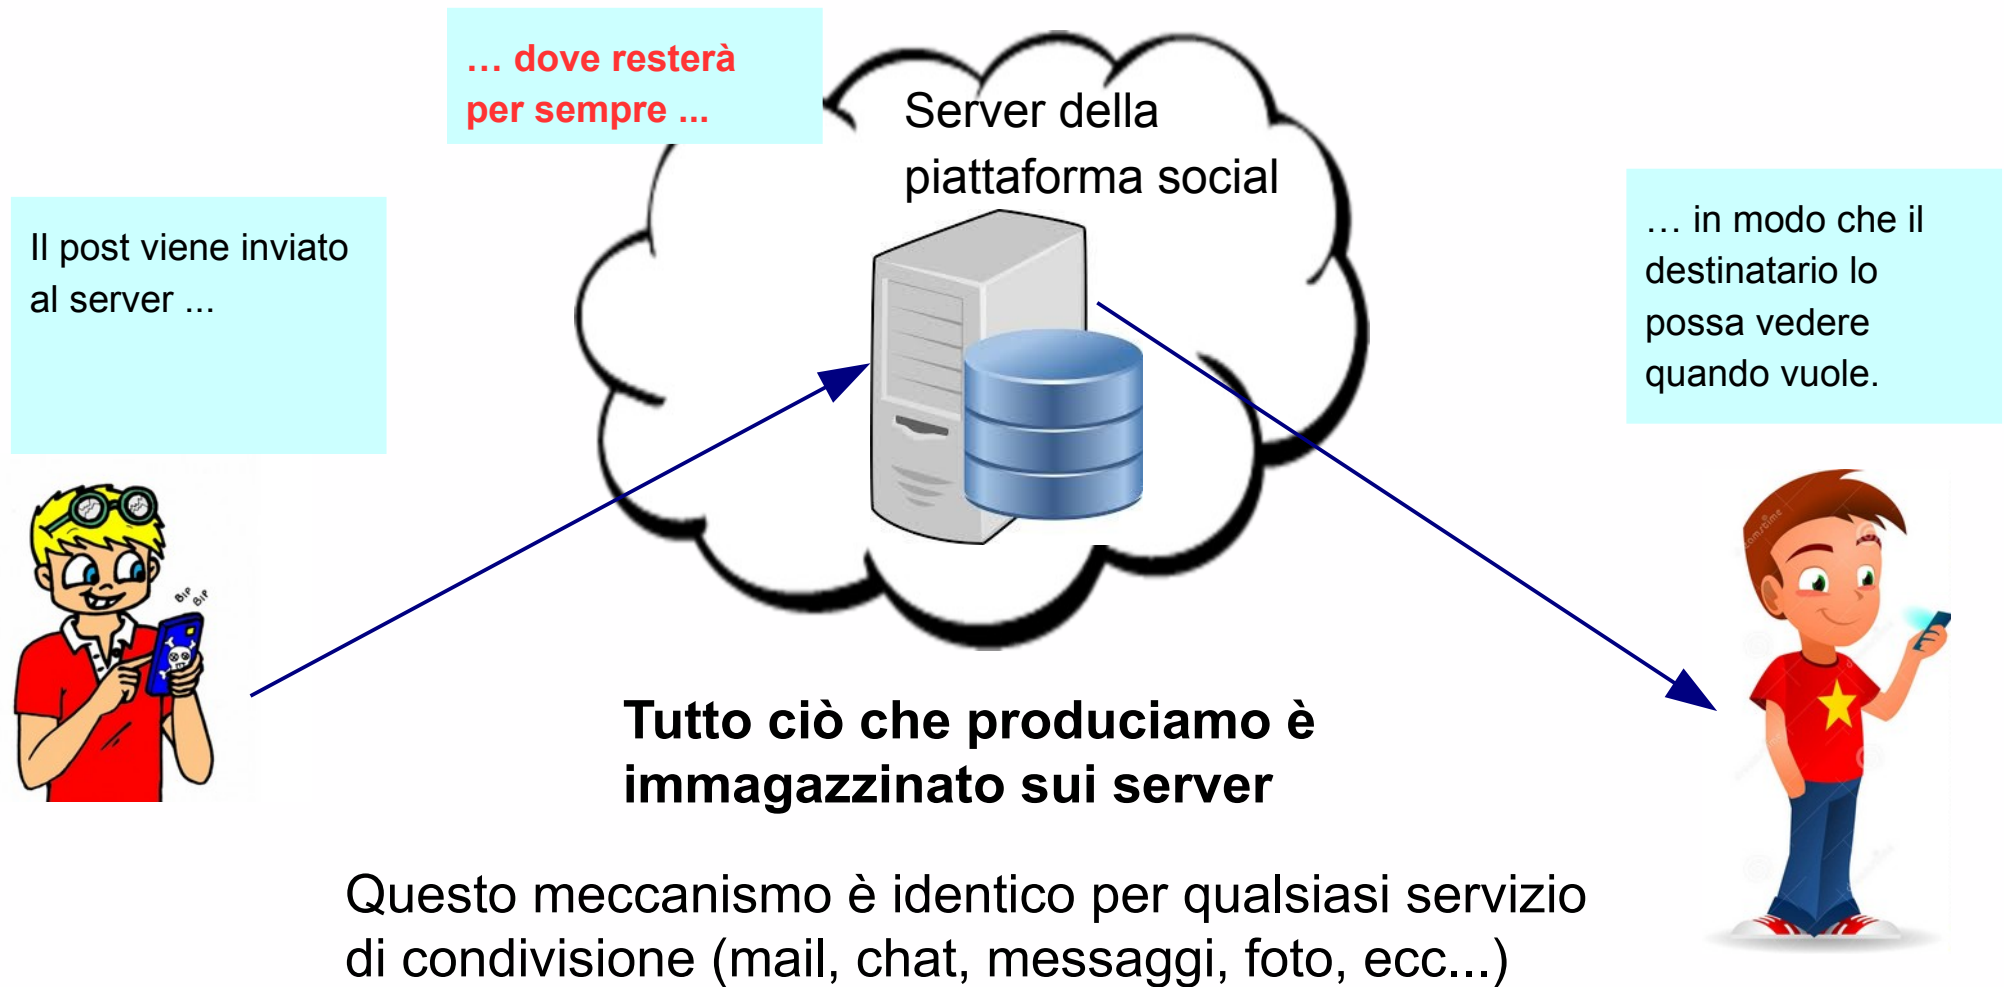 … dove resterà
per sempre ...
Server della
piattaforma social
Il post viene inviato
al server ...
… in modo che il
destinatario lo
possa vedere
quando vuole.
BIP
BIP
Tutto ciò che produciamo è
immagazzinato sui server
Questo meccanismo è identico per qualsiasi servizio
di condivisione (mail, chat, messaggi, foto, ecc...)